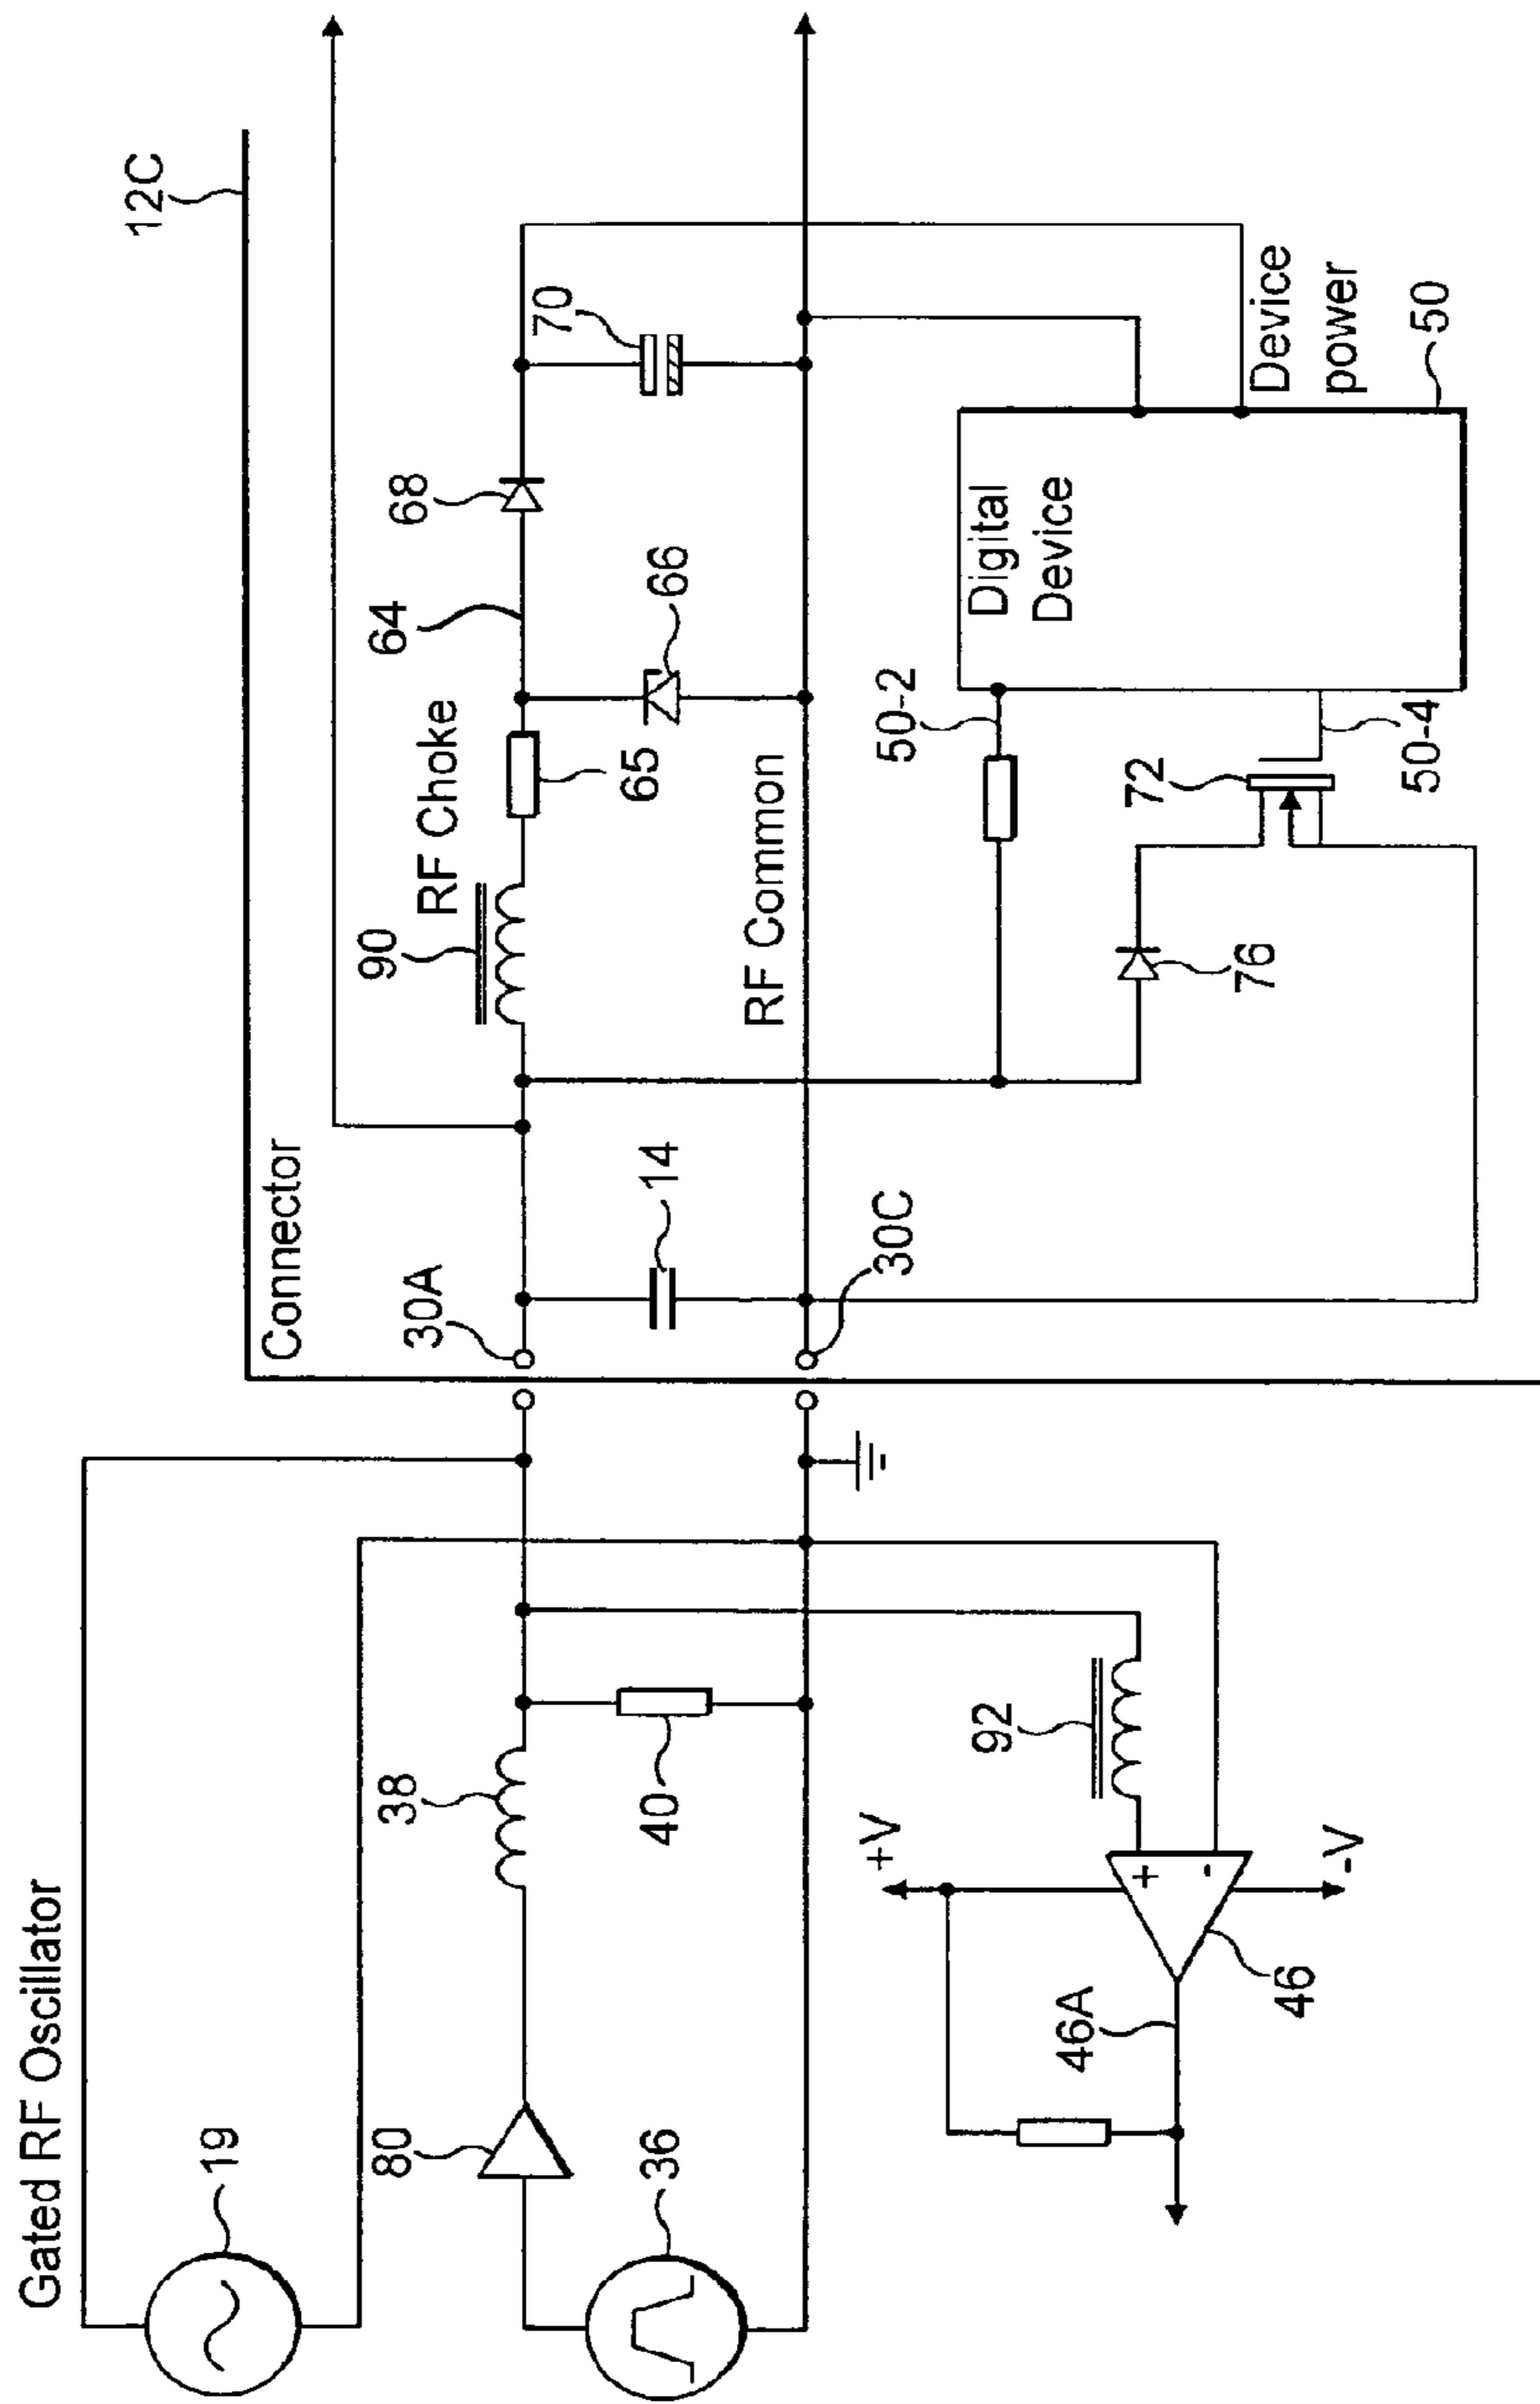 Gated RF Oscillator
19
80
36
38
40
46A
46
+V
-V
+
-
92
Connector
12C
30A
30C
14
90
RF Choke
65
RF Common
64
66
68
70
76
72
50-2
50-4
Digital
Device
Device
power
50